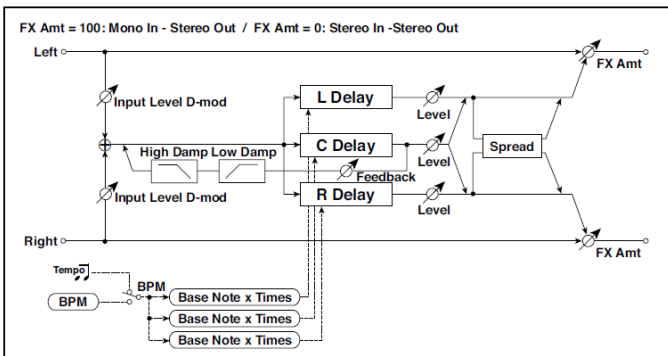 FX Amt = 100: Mono In - Stereo Out / FX Amt = 0: Stereo In -Stereo Out
Left
FX Amt
Input Level D-mod
L Delay
Level
High Damp Low Damp
C Delay
Level
Spread
Feedback
R Delay
Level
Input Level D-mod
Right
FX Amt
Tempo
BPM
BPM
Base Note x Times
Base Note x Times
Base Note x Times